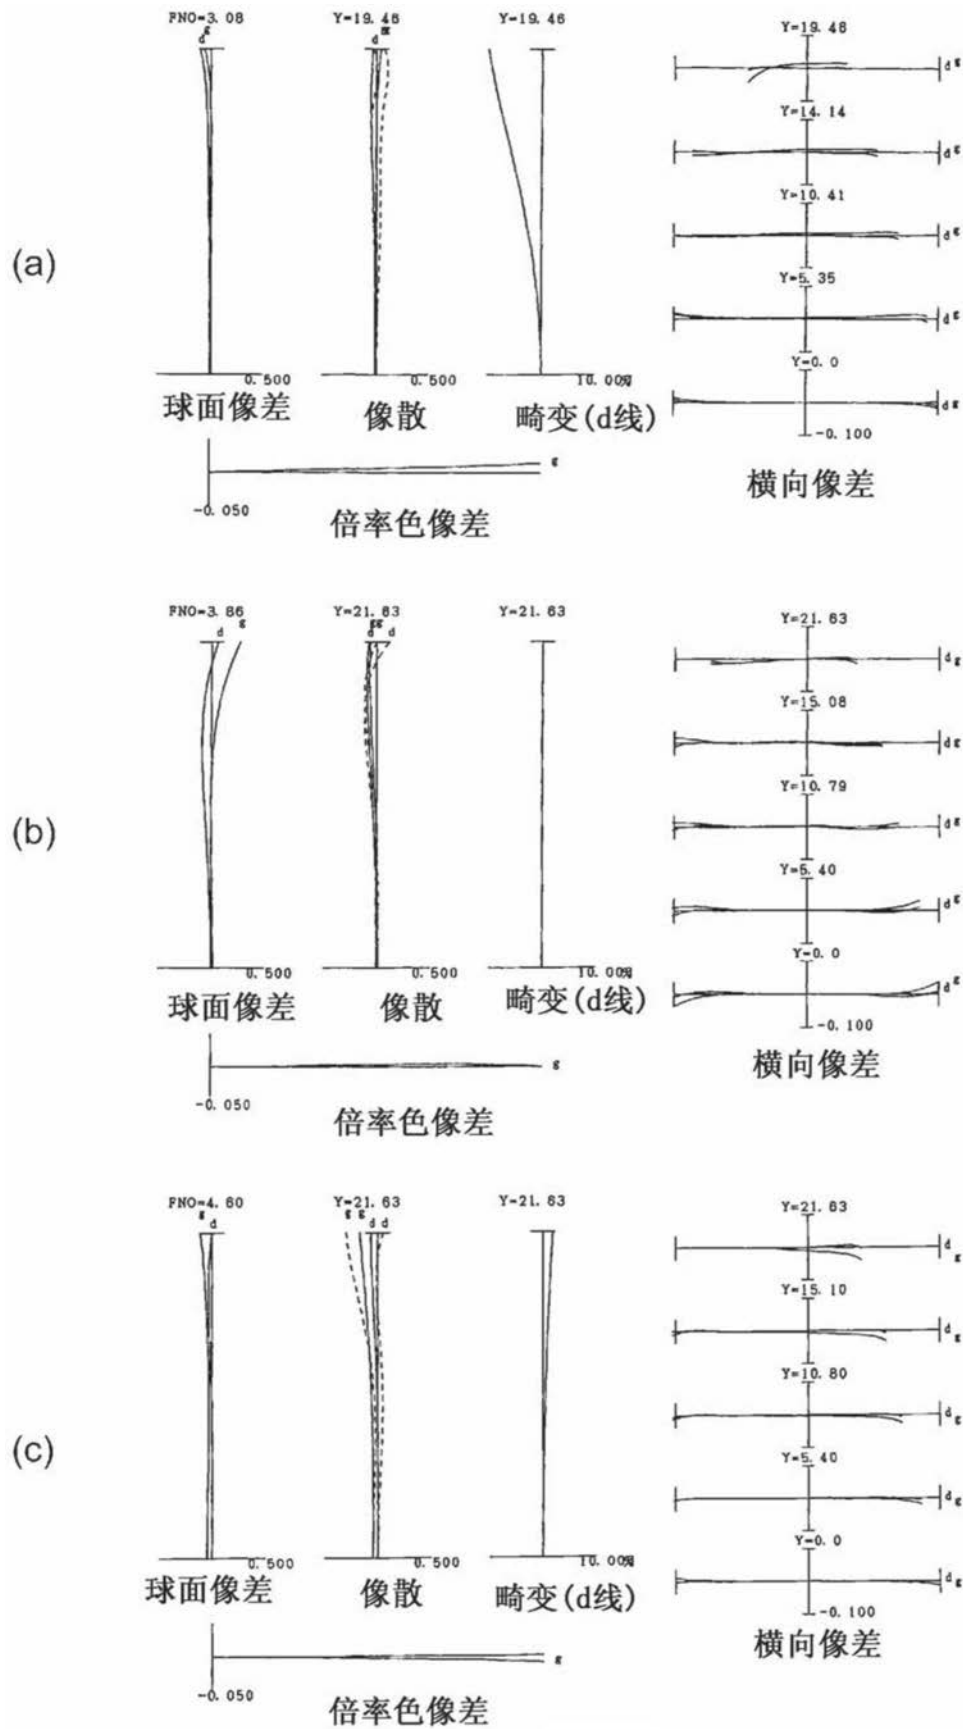 (a)
FNO=3.08
g
d
0.500
球面像差
Y=19.46
d
0.500
像散
Y=19.46
10.00%
畸变(d线)
g
-0.050
倍率色像差
Y=19.46
d g
Y=14.14
d g
Y=10.41
d g
Y=5.35
d g
Y=0.0
d g
-0.100
横向像差
(b)
FNO=3.86
g
d
0.500
球面像差
Y=21.63
d g g d
0.500
像散
Y=21.63
10.00%
畸变(d线)
g
-0.050
倍率色像差
Y=21.63
d g
Y=15.08
d g
Y=10.79
d g
Y=5.40
d g
Y=0.0
d g
-0.100
横向像差
(c)
FNO=4.60
g d
0.500
球面像差
Y=21.63
g g d d
0.500
像散
Y=21.63
10.00%
畸变(d线)
g
-0.050
倍率色像差
Y=21.63
d g
Y=15.10
d g
Y=10.80
d g
Y=5.40
d g
Y=0.0
d g
-0.100
横向像差